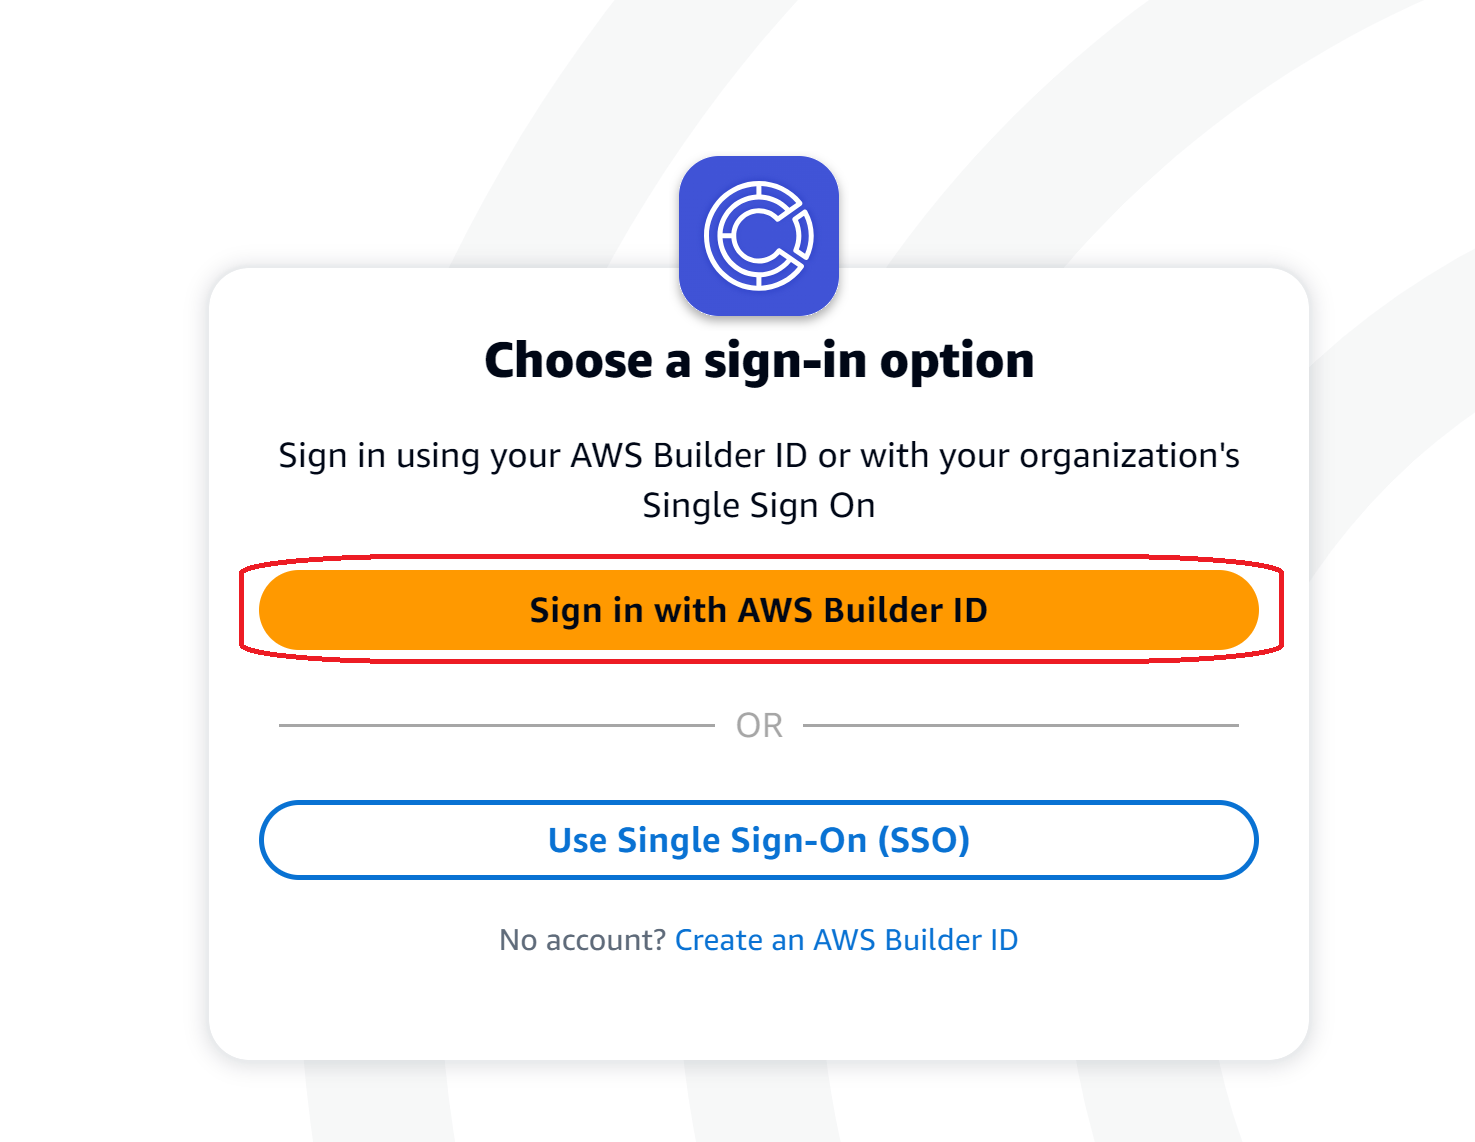 Choose a sign-in option
Sign in using your AWS Builder ID or with your organization's
Single Sign On
Sign in with AWS Builder ID
OR
Use Single Sign-On (SSO)
No account? Create an AWS Builder ID